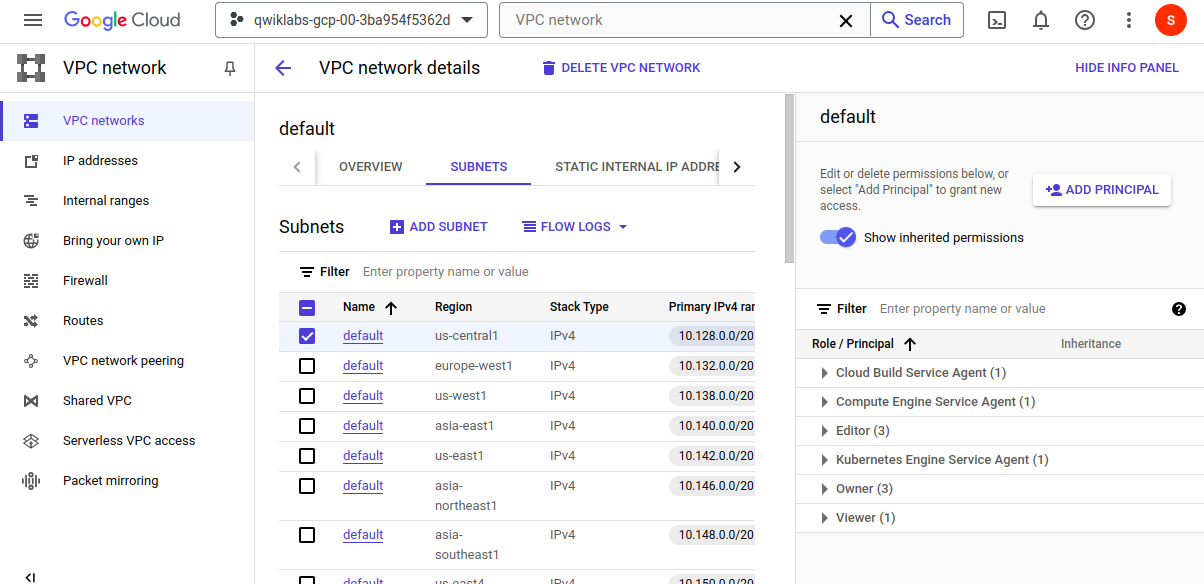 Google Cloud
qwiklabs-gcp-00-3ba954f5362d
VPC network
Search
S
VPC network
VPC network details
DELETE VPC NETWORK
HIDE INFO PANEL
VPC networks
IP addresses
Internal ranges
Bring your own IP
Firewall
Routes
VPC network peering
Shared VPC
Serverless VPC access
Packet mirroring
default
OVERVIEW
SUBNETS
STATIC INTERNAL IP ADDRE
Subnets
ADD SUBNET
FLOW LOGS
Filter Enter property name or value
Name Region Stack Type Primary IPv4 ran
default us-central1 IPv4 10.128.0.0/20
default europe-west1 IPv4 10.132.0.0/20
default us-west1 IPv4 10.138.0.0/20
default asia-east1 IPv4 10.140.0.0/20
default us-east1 IPv4 10.142.0.0/20
default asia-
northeast1 IPv4 10.146.0.0/20
default asia-
southeast1 IPv4 10.148.0.0/20
default us-east4 IPv4 10.150.0.0/20
default
Edit or delete permissions below, or
select "Add Principal" to grant new
access.
ADD PRINCIPAL
Show inherited permissions
Filter Enter property name or value
Role / Principal Inheritance
Cloud Build Service Agent (1)
Compute Engine Service Agent (1)
Editor (3)
Kubernetes Engine Service Agent (1)
Owner (3)
Viewer (1)